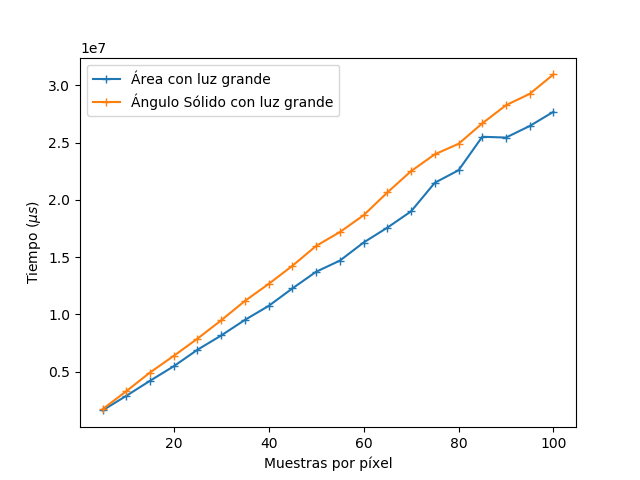 1e7
Área con luz grande
Ángulo Sólido con luz grande
3.0
2.5
2.0
1.5
1.0
0.5
Tiempo (μs)
20 40 60 80 100
Muestras por píxel